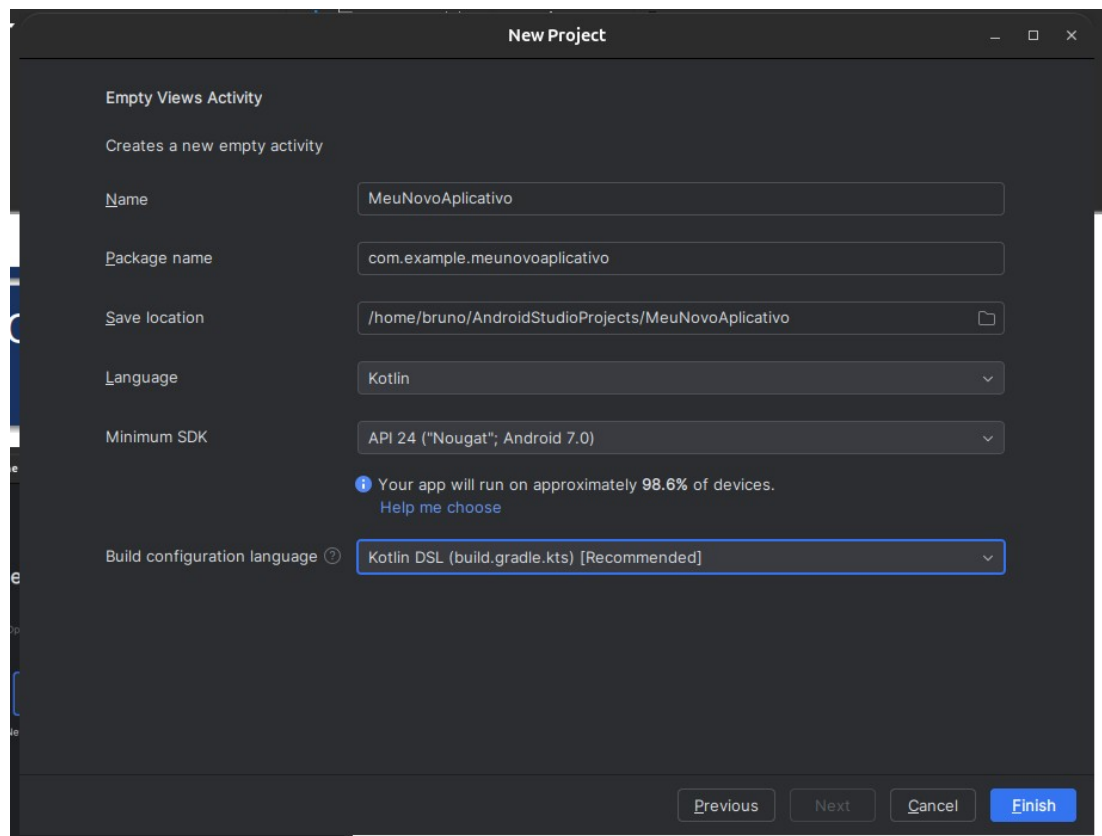 New Project
Empty Views Activity
Creates a new empty activity
Name
MeuNovoAplicativo
Package name
com.example.meunovoaplicativo
Save location
/home/bruno/AndroidStudioProjects/MeuNovoAplicativo
Language
Kotlin
Minimum SDK
API 24 ("Nougat"; Android 7.0)
Your app will run on approximately 98.6% of devices.
Help me choose
Build configuration language ?
Kotlin DSL (build.gradle.kts) [Recommended]
Previous
Next
Cancel
Finish